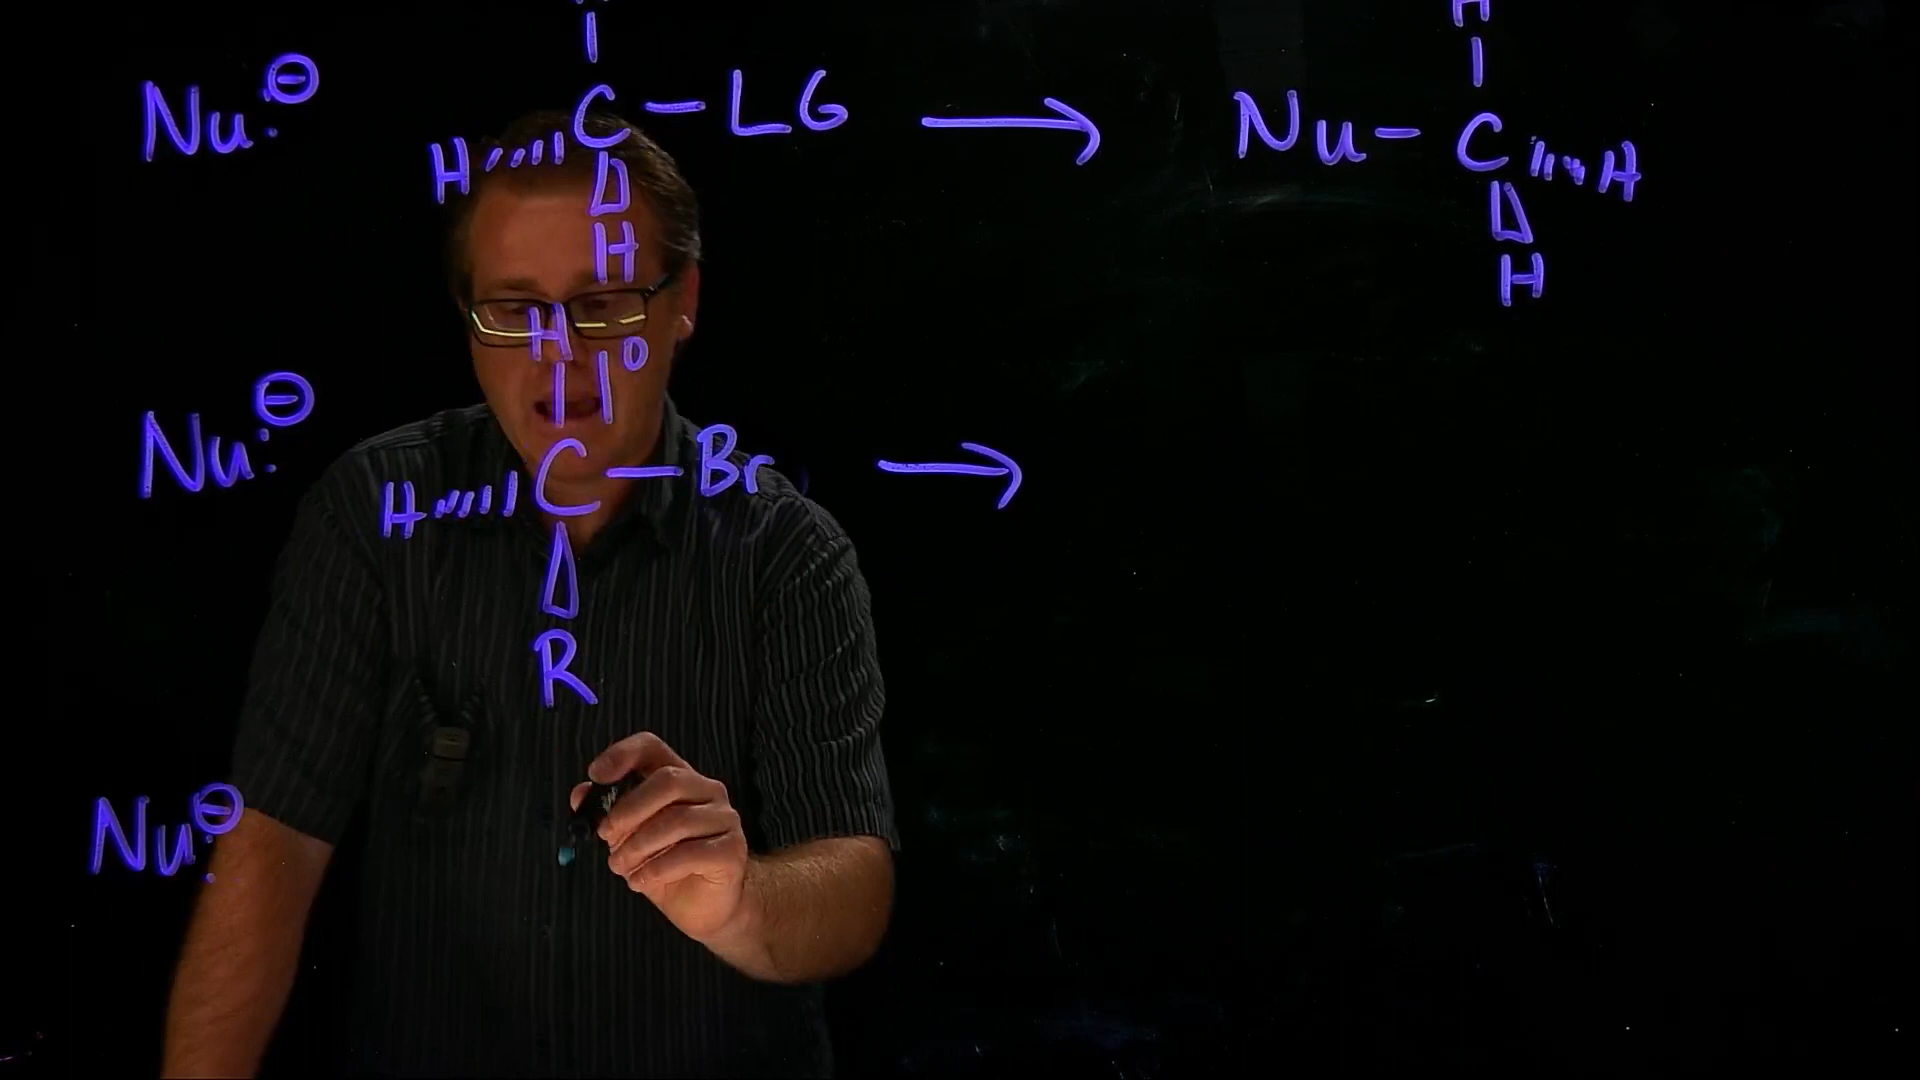 H
Nu:⊖ H C – LG → Nu – C H
H H
H 1°
Nu:⊖ H C – Br →
R
Nu:⊖